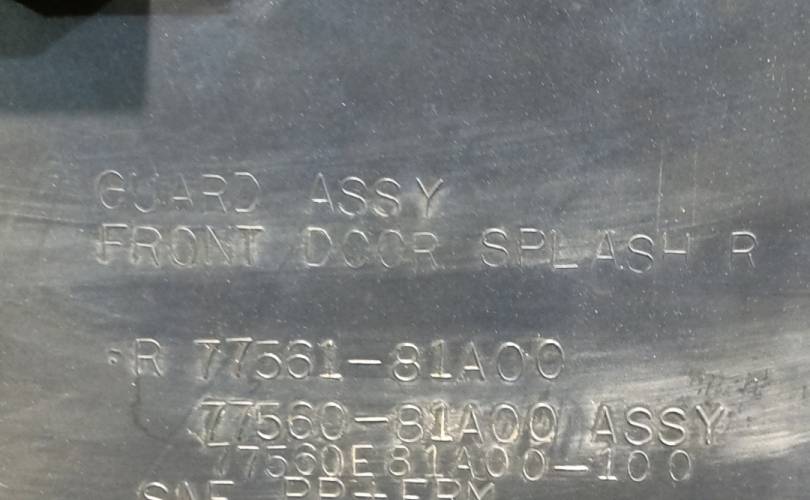 GUARD ASSY
FRONT DOOR SPLASH R
R 77561-81A00
77560-81A00 ASSY
77560E81A00-100